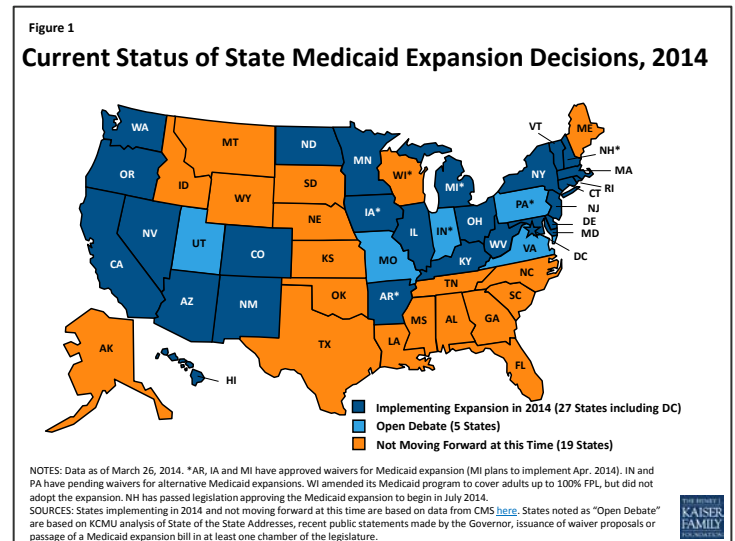 Figure 1
Current Status of State Medicaid Expansion Decisions, 2014
WA
OR
CA
NV
ID
MT
WY
UT
AZ
CO
NM
ND
SD
NE
KS
OK
TX
MN
IA*
MO
AR*
LA
WI*
IL
MI*
IN*
OH
KY
TN
MS
AL
GA
FL
SC
NC
VA
WV
PA*
NY
VT
ME
NH*
MA
RI
CT
NJ
DE
MD
DC
AK
HI
Implementing Expansion in 2014 (27 States including DC)
Open Debate (5 States)
Not Moving Forward at this Time (19 States)
NOTES: Data as of March 26, 2014. *AR, IA and MI have approved waivers for Medicaid expansion (MI plans to implement Apr. 2014). IN and
PA have pending waivers for alternative Medicaid expansions. WI amended its Medicaid program to cover adults up to 100% FPL, but did not
adopt the expansion. NH has passed legislation approving the Medicaid expansion to begin in July 2014.
SOURCES: States implementing in 2014 and not moving forward at this time are based on data from CMS here. States noted as "Open Debate"
are based on KCMU analysis of State of the State Addresses, recent public statements made by the Governor, issuance of waiver proposals or
passage of a Medicaid expansion bill in at least one chamber of the legislature.
THE HENRY J.
KAISER
FAMILY
FOUNDATION